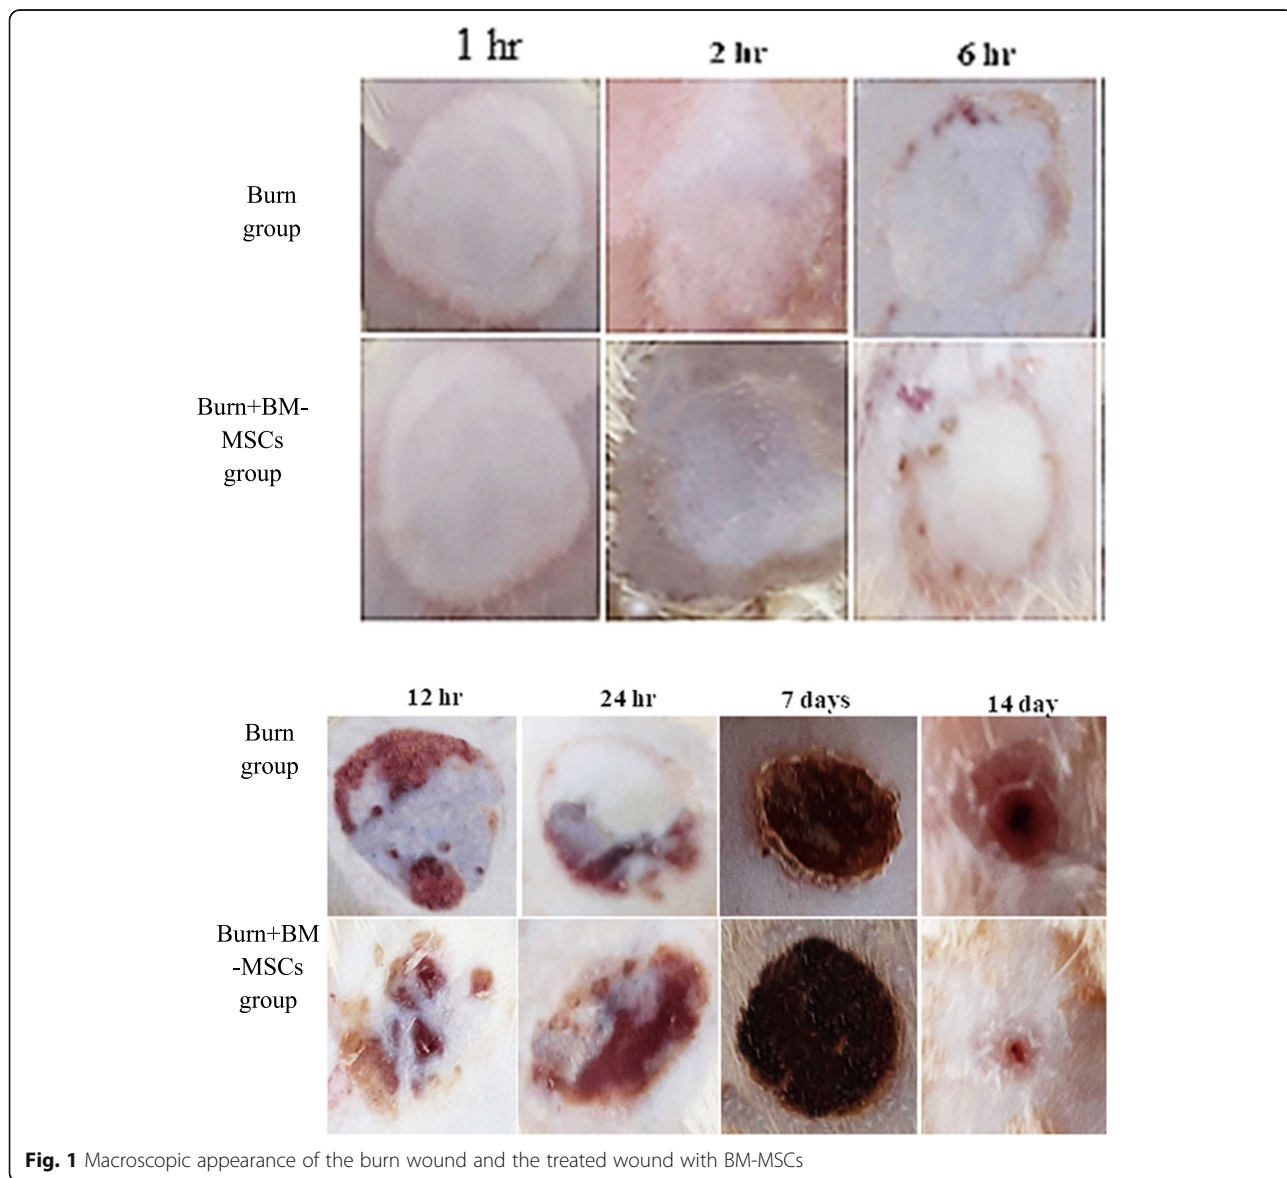 1 hr 2 hr 6 hr
Burn
group
Burn+BM-
MSCs
group
12 hr 24 hr 7 days 14 day
Burn
group
Burn+BM
-MSCs
group
Fig. 1 Macroscopic appearance of the burn wound and the treated wound with BM-MSCs